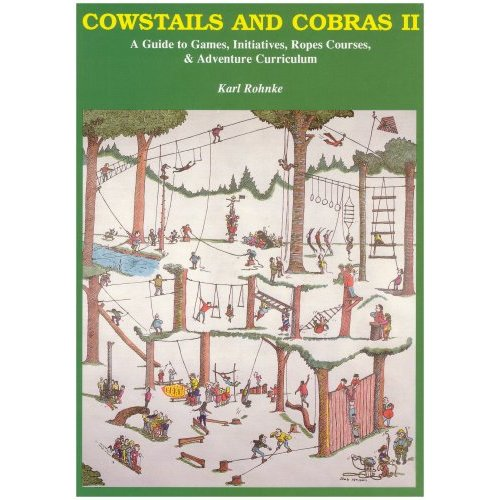 COWSTAILS AND COBRAS II
A Guide to Games, Initiatives, Ropes Courses,
& Adventure Curriculum
Karl Rohnke